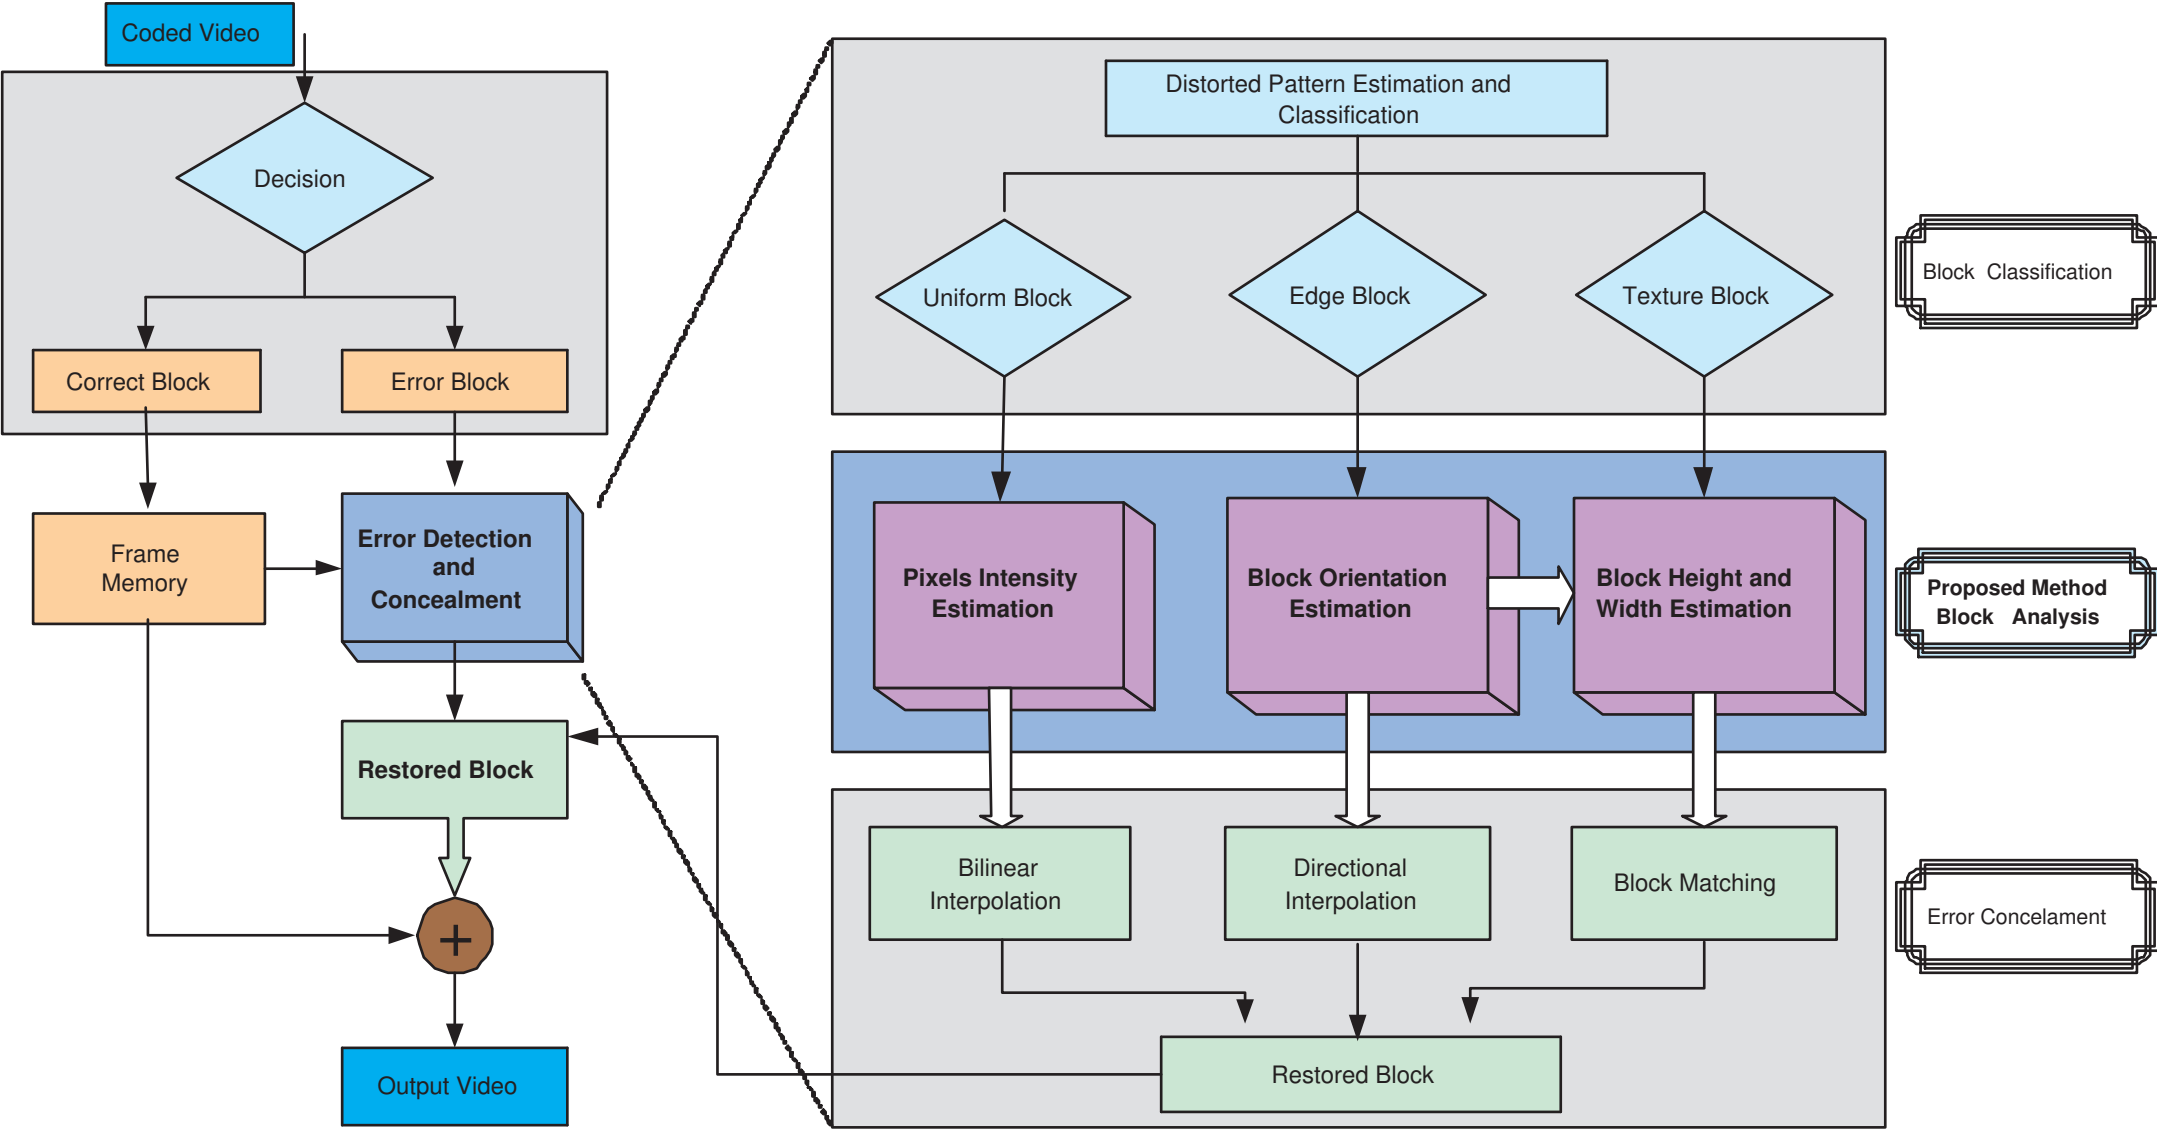 Coded Video
Decision
Correct Block
Error Block
Frame
Memory
Error Detection
and
Concealment
Restored Block
+
Output Video
Distorted Pattern Estimation and
Classification
Uniform Block
Edge Block
Texture Block
Block Classification
Pixels Intensity
Estimation
Block Orientation
Estimation
Block Height and
Width Estimation
Proposed Method
Block Analysis
Bilinear
Interpolation
Directional
Interpolation
Block Matching
Error Concelament
Restored Block